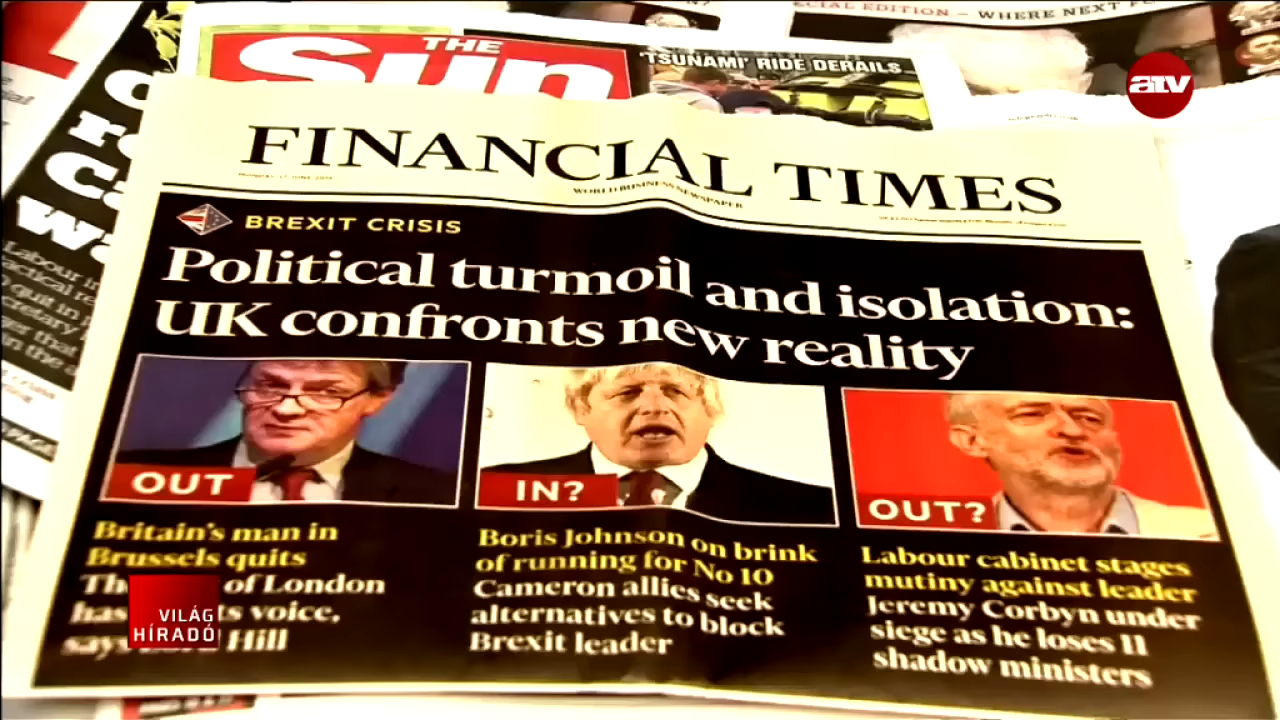 SPECIAL EDITION – WHERE NEXT
THE
Sun
'TSUNAMI' RIDE DERAILS
atv
FINANCIAL TIMES
WORLD BUSINESS NEWSPAPER
BREXIT CRISIS
Political turmoil and isolation:
UK confronts new reality
OUT
IN?
OUT?
Britain's man in
Brussels quits
of London
has voice,
Hill
Boris Johnson on brink
of running for No 10
Cameron allies seek
alternatives to block
Brexit leader
Labour cabinet stages
mutiny against leader
Jeremy Corbyn under
siege as he loses 11
shadow ministers
VILÁG
HÍRADÓ